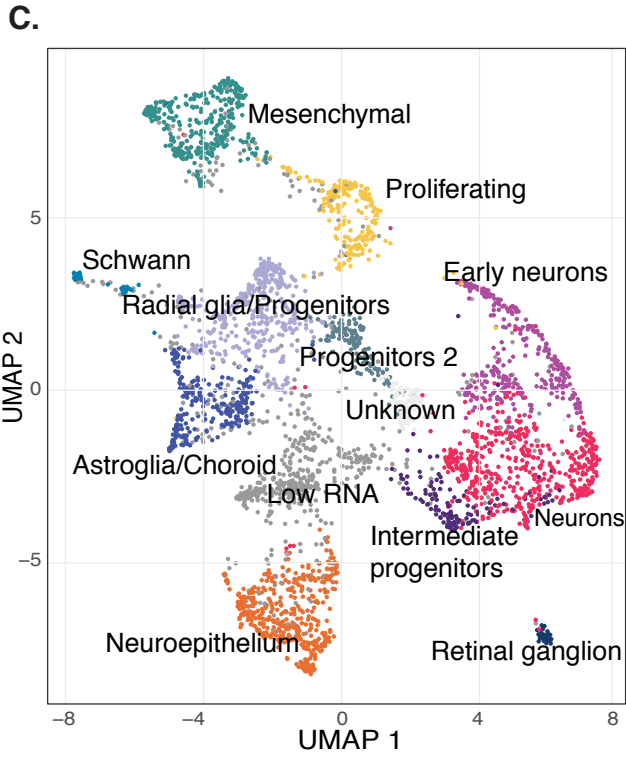 C.
Mesenchymal
Proliferating
5
Schwann
Early neurons
Radial glia/Progenitors
Progenitors 2
UMAP 2
0
Unknown
Astroglia/Choroid
Low RNA
Neurons
Intermediate
progenitors
−5
Neuroepithelium
Retinal ganglion
−8
−4
0
4
8
UMAP 1